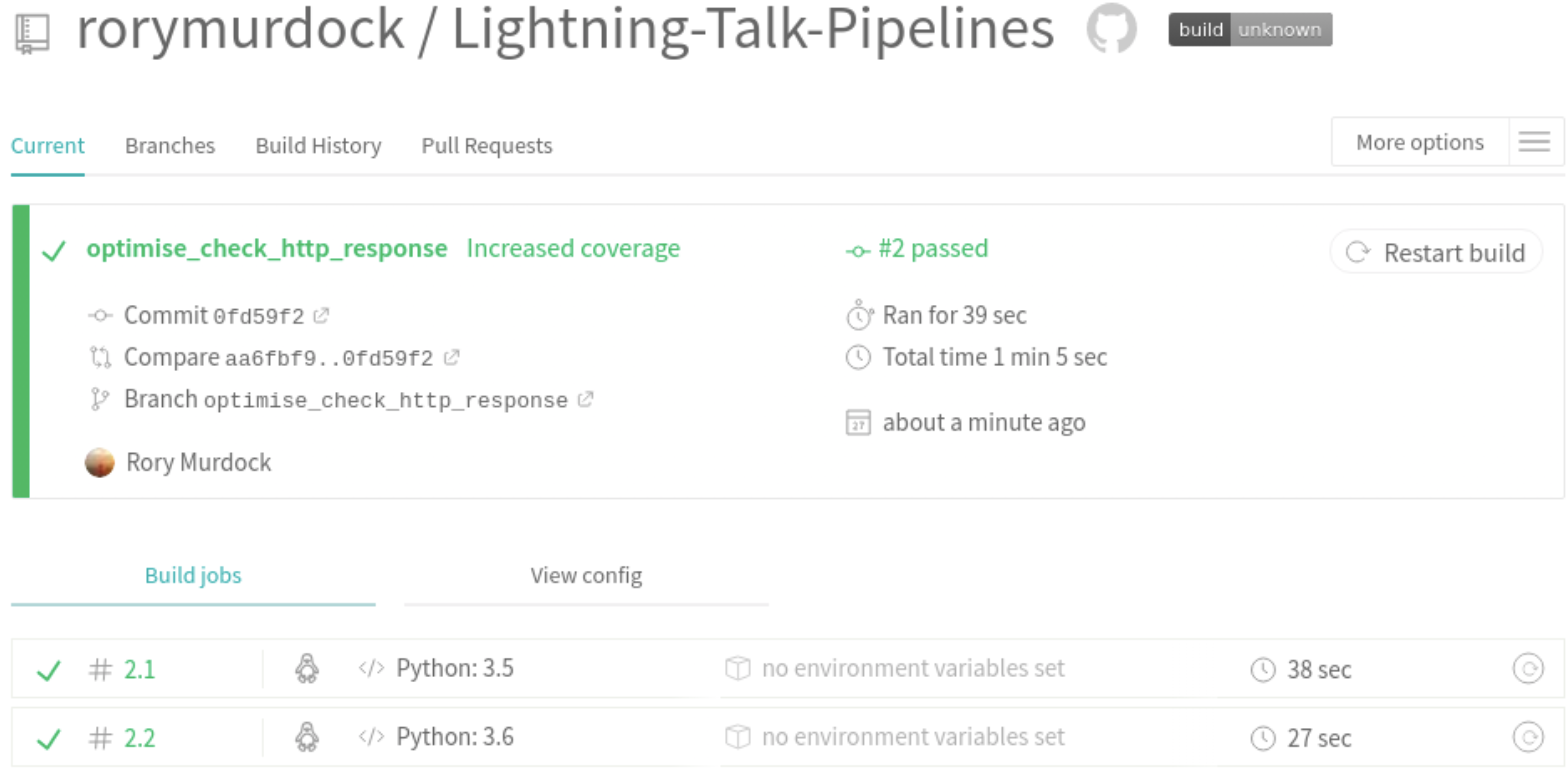 rorymurdock / Lightning-Talk-Pipelines build unknown
Current Branches Build History Pull Requests More options
optimise_check_http_response Increased coverage #2 passed Restart build
Commit 0fd59f2 Ran for 39 sec
Compare aa6fbf9..0fd59f2 Total time 1 min 5 sec
Branch optimise_check_http_response
27 about a minute ago
Rory Murdock
Build jobs View config
# 2.1 </> Python: 3.5 no environment variables set 38 sec
# 2.2 </> Python: 3.6 no environment variables set 27 sec